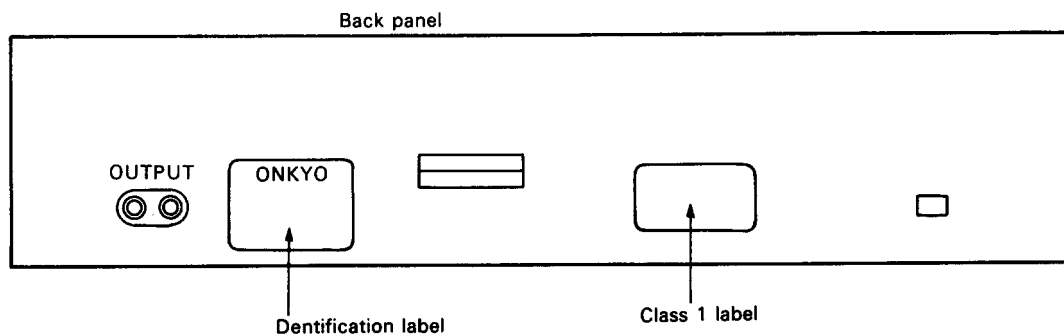 Back panel
OUTPUT
ONKYO
Dentification label
Class 1 label